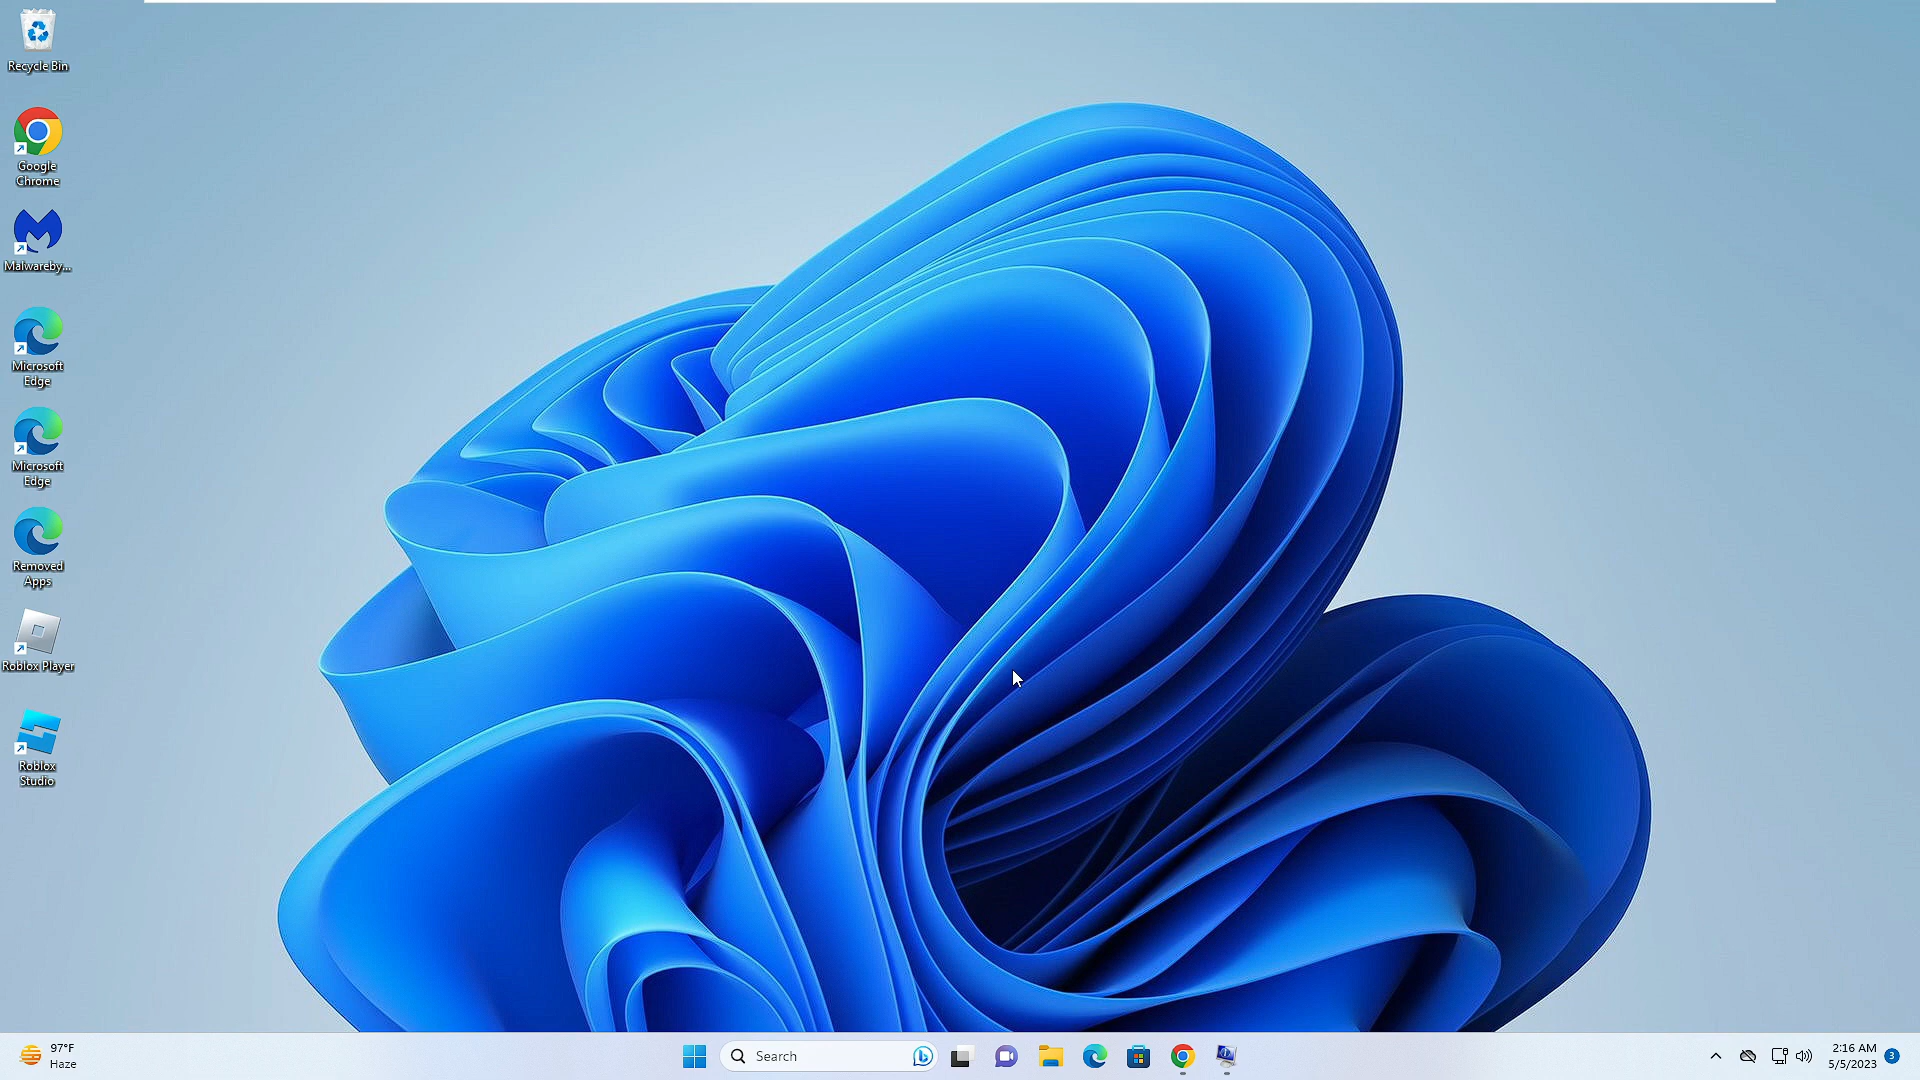 Recycle Bin
Google
Chrome
Malwareby...
Microsoft
Edge
Microsoft
Edge
Removed
Apps
Roblox Player
Roblox
Studio
97°F
Haze
Search
2:16 AM
5/5/2023
3